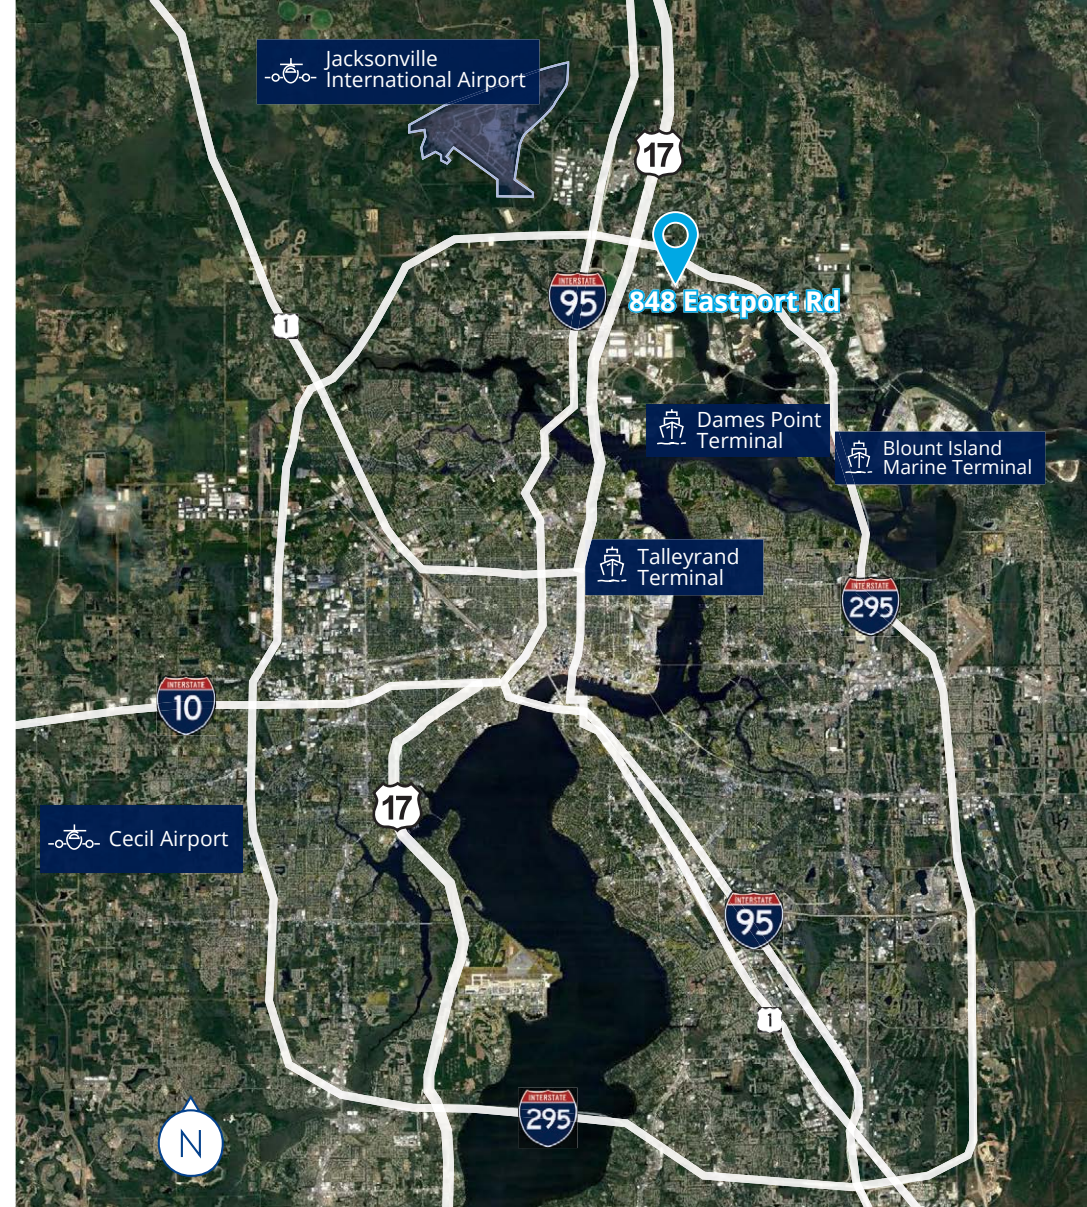 Jacksonville
International Airport
17
INTERSTATE
95
848 Eastport Rd
1
Dames Point
Terminal
Blount Island
Marine Terminal
Talleyrand
Terminal
INTERSTATE
295
INTERSTATE
10
17
Cecil Airport
INTERSTATE
95
1
INTERSTATE
295
N